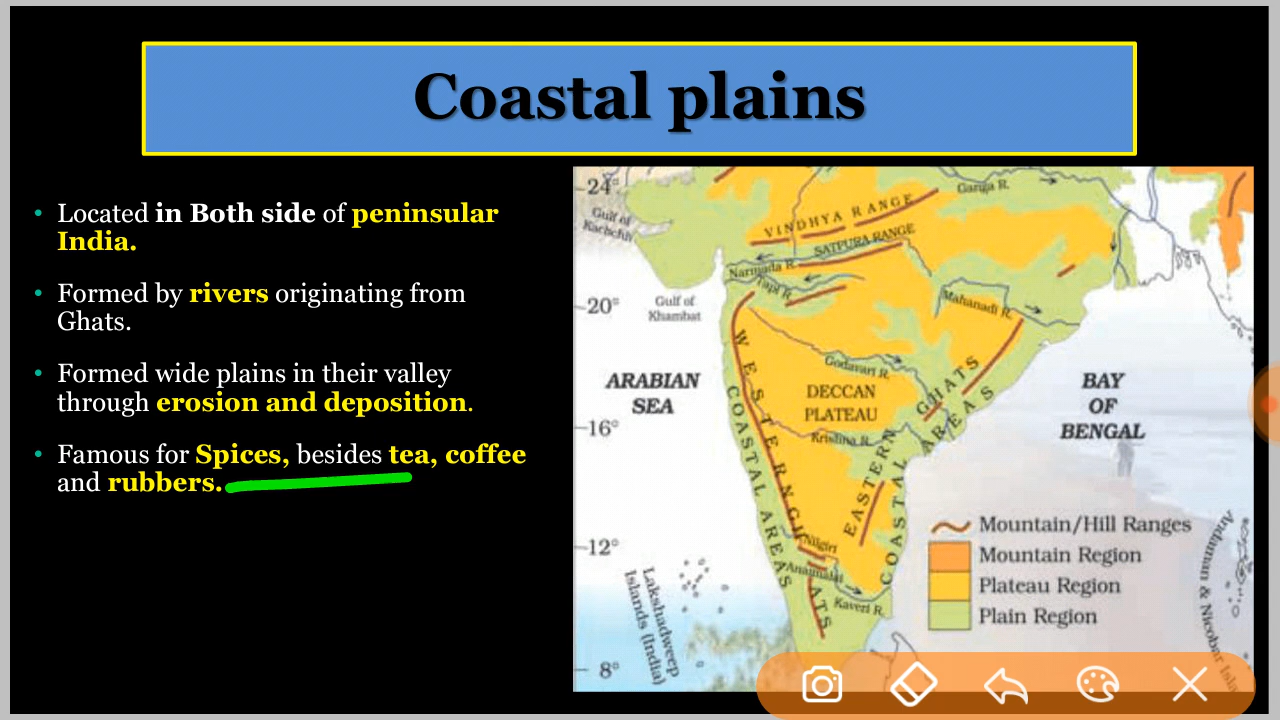 Coastal plains
• Located in Both side of peninsular
India.
• Formed by rivers originating from
Ghats.
• Formed wide plains in their valley
through erosion and deposition.
• Famous for Spices, besides tea, coffee
and rubbers.
24°
Gulf of
Kachchh
VINDHYA RANGE
Ganga R.
SATPURA RANGE
Narmada R.
Tapi R.
20°
Gulf of
Khambat
Mahanadi R.
Godavari R.
ARABIAN
SEA
DECCAN
PLATEAU
BAY
OF
BENGAL
16°
Krishna R.
WESTERN GHATS
COASTAL AREAS
EASTERN GHATS
COASTAL AREAS
12°
Nilgiri
Anaimalai
Kaveri R.
Lakshadweep
Islands (India)
8°
Mountain/Hill Ranges
Mountain Region
Plateau Region
Plain Region
Andaman & Nicobar Isla